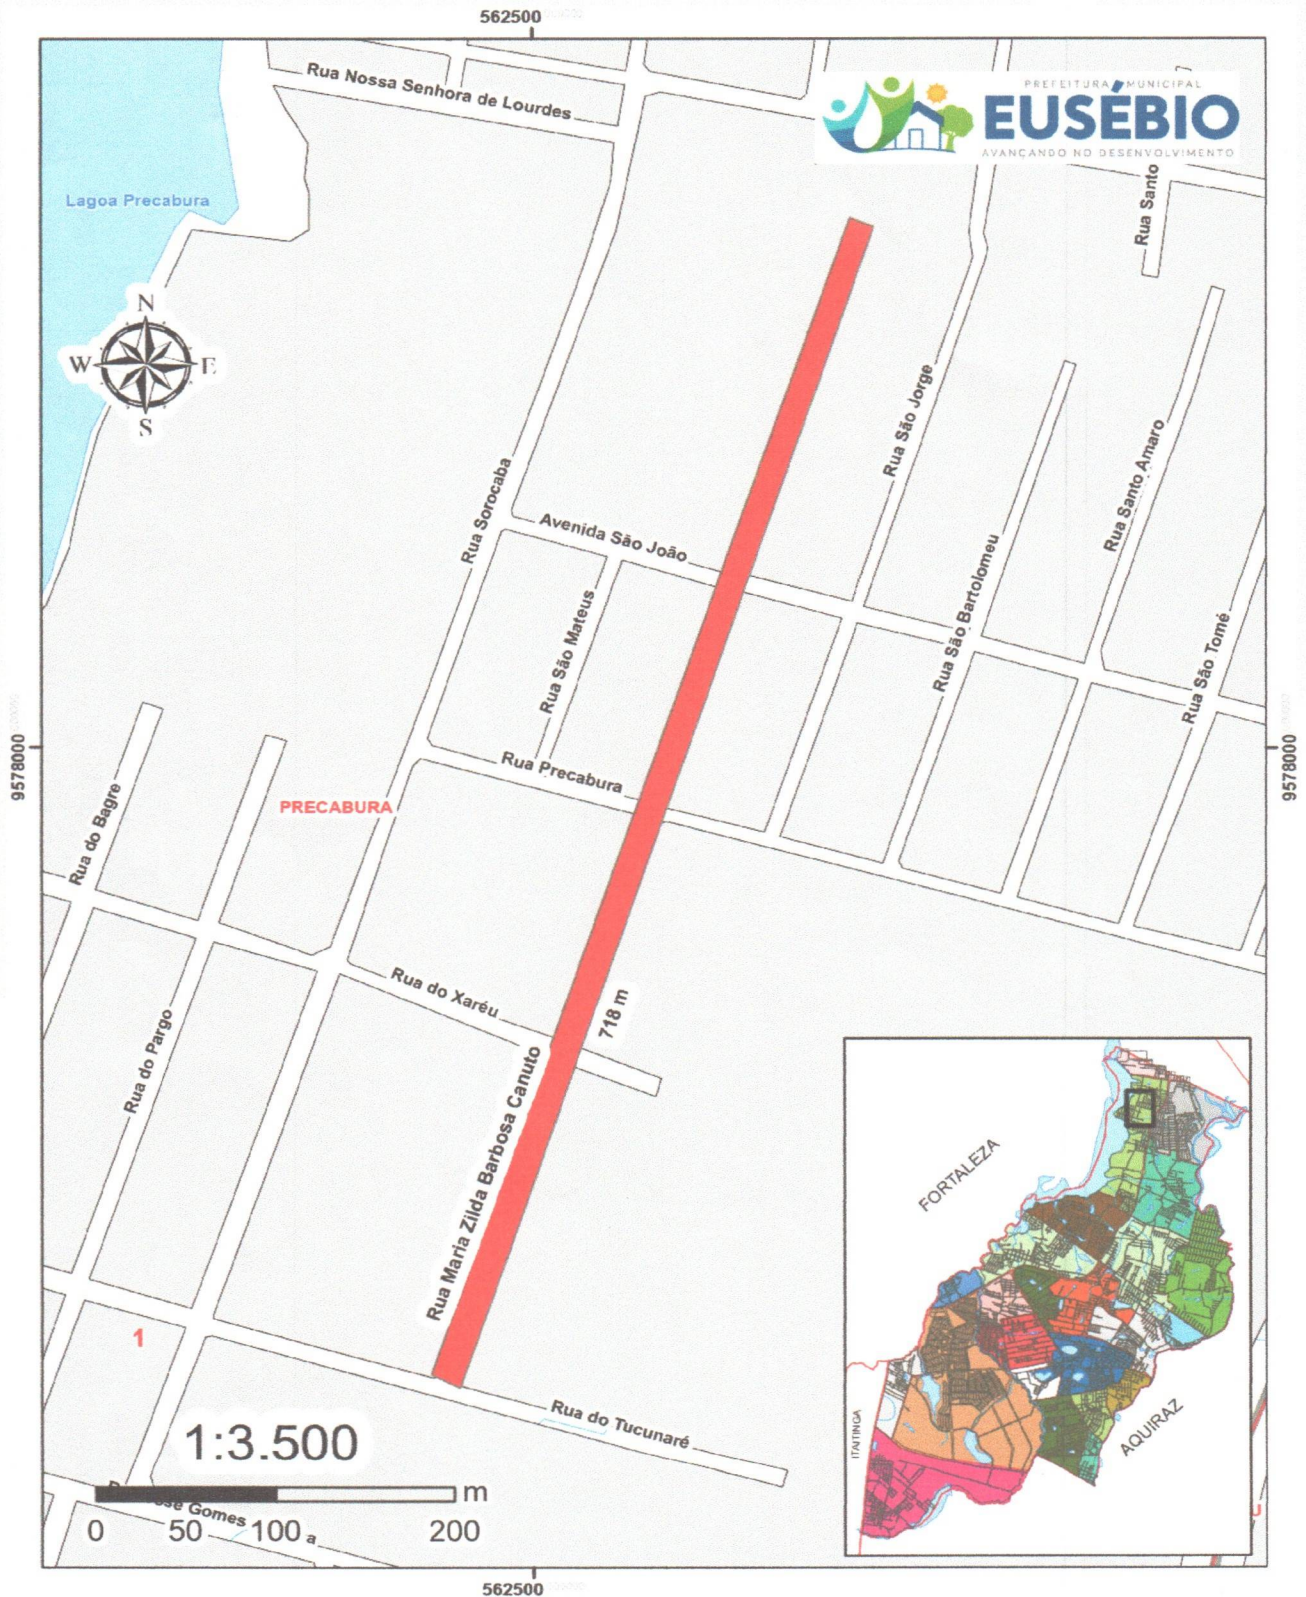 562500
Rua Nossa Senhora de Lourdes
PREFEITURA MUNICIPAL
EUSÉBIO
AVANÇANDO NO DESENVOLVIMENTO
Lagoa Precabura
Rua Santo
N
W E
S
Rua São Jorge
Rua Sorocaba
Rua Santo Amaro
Avenida São João
Rua São Bartolomeu
Rua São Mateus
Rua São Tomé
9578000
9578000
Rua Precabura
PRECABURA
Rua do Bagre
Rua do Xaréu
718 m
Rua do Pargo
Rua Maria Zilda Barbosa Canuto
FORTALEZA
1
Rua do Tucunaré
AQUIRAZ
ITAITINGA
1:3.500
m
Gomes
a
0 50 100 200
U
562500